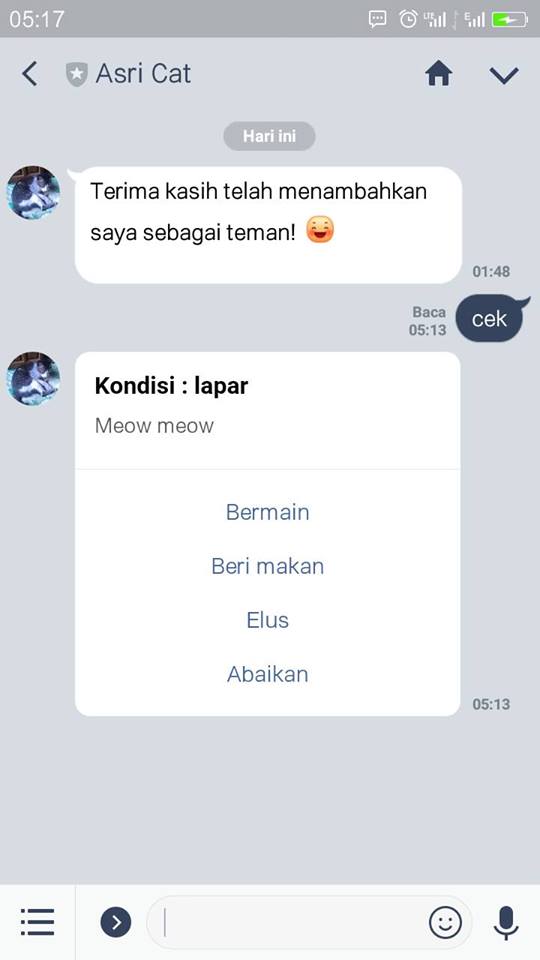 05:17
LTE
E
Asri Cat
Hari ini
Terima kasih telah menambahkan
saya sebagai teman!
01:48
Baca
05:13
cek
Kondisi : lapar
Meow meow
Bermain
Beri makan
Elus
Abaikan
05:13